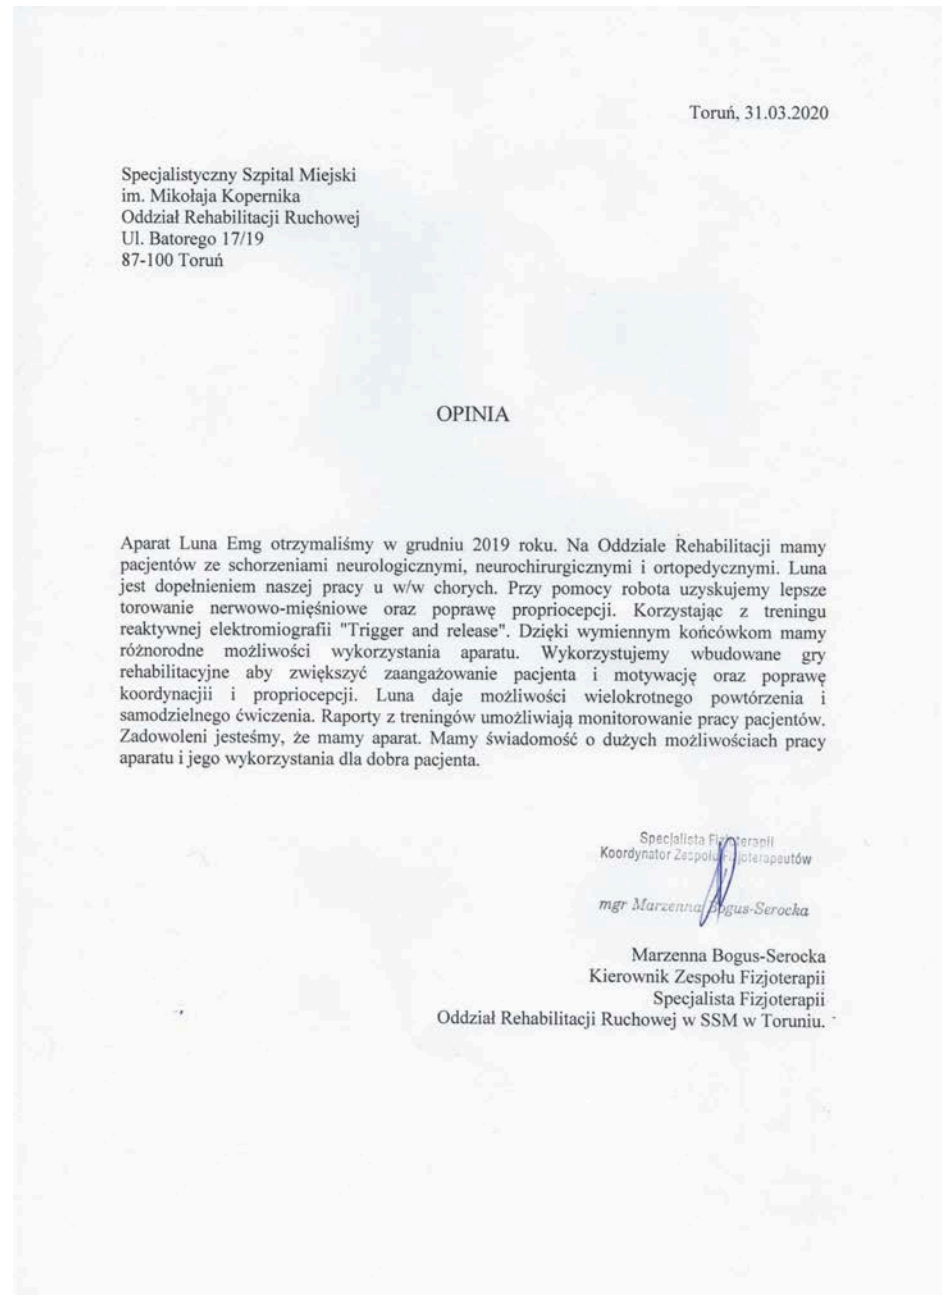 Toruń, 31.03.2020
Specjalistyczny Szpital Miejski
im. Mikołaja Kopernika
Oddział Rehabilitacji Ruchowej
Ul. Batorego 17/19
87-100 Toruń
OPINIA
Aparat Luna Emg otrzymaliśmy w grudniu 2019 roku. Na Oddziale Rehabilitacji mamy
pacjentów ze schorzeniami neurologicznymi, neurochirurgicznymi i ortopedycznymi. Luna
jest dopełnieniem naszej pracy u w/w chorych. Przy pomocy robota uzyskujemy lepsze
torowanie nerwowo-mięśniowe oraz poprawę propriocepcji. Korzystając z treningu
reaktywnej elektromiografii "Trigger and release". Dzięki wymiennym końcówkom mamy
różnorodne możliwości wykorzystania aparatu. Wykorzystujemy wbudowane gry
rehabilitacyjne aby zwiększyć zaangażowanie pacjenta i motywację oraz poprawę
koordynacjii i propriocepcji. Luna daje możliwości wielokrotnego powtórzenia i
samodzielnego ćwiczenia. Raporty z treningów umożliwiają monitorowanie pracy pacjentów.
Zadowoleni jesteśmy, że mamy aparat. Mamy świadomość o dużych możliwościach pracy
aparatu i jego wykorzystania dla dobra pacjenta.
Specjalista Fizjoterapii
Koordynator Zespołu Fizjoterapeutów
mgr Marzenna Bogus-Serocka
Marzenna Bogus-Serocka
Kierownik Zespołu Fizjoterapii
Specjalista Fizjoterapii
Oddział Rehabilitacji Ruchowej w SSM w Toruniu.